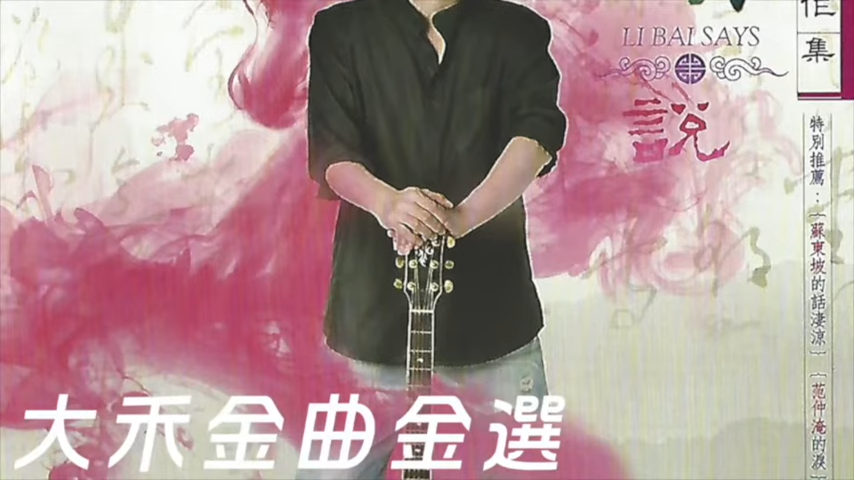 作
集
LI BAI SAYS
說
特別推薦：〔蘇東坡的話淒涼〕〔范仲淹的淚
大禾金曲金選